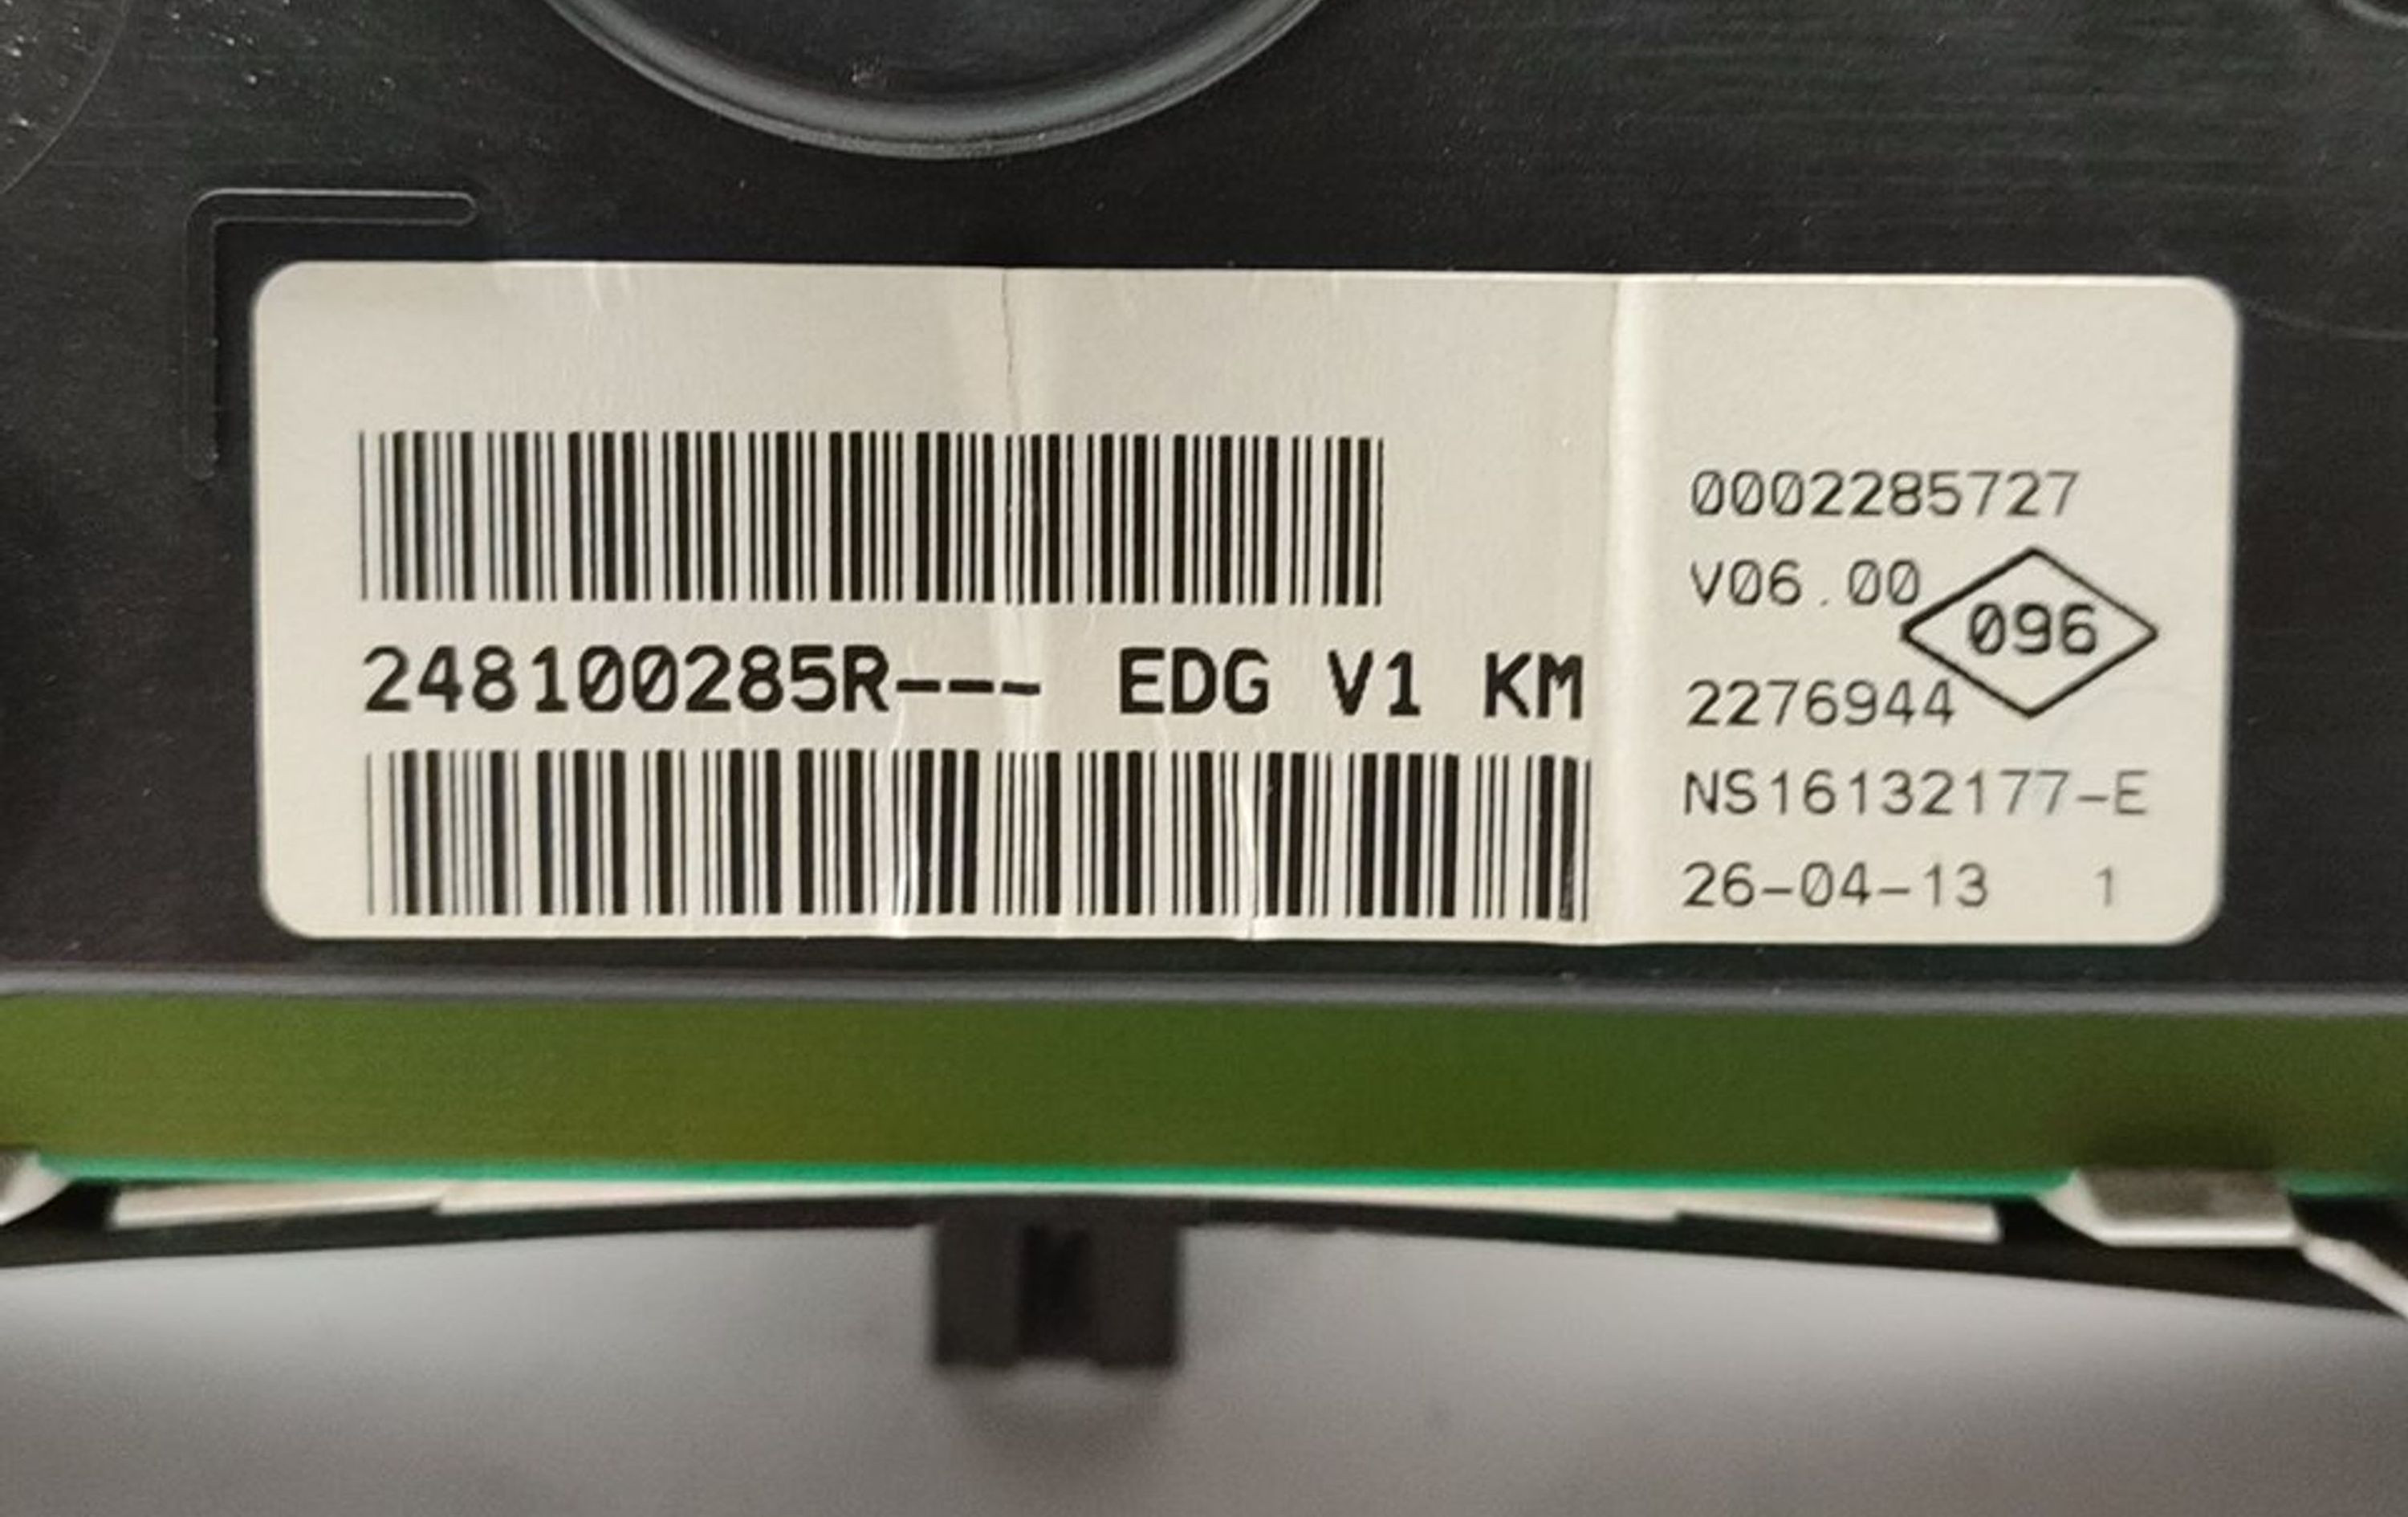 248100285R--- EDG V1 KM
0002285727
V06.00
096
2276944
NS16132177-E
26-04-13 1